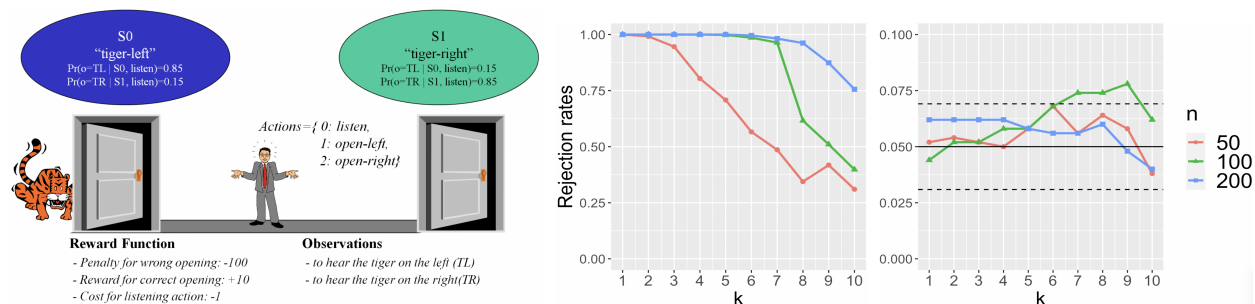 S0
"tiger-left"
Pr(o=TL | S0, listen)=0.85
Pr(o=TR | S1, listen)=0.15
S1
"tiger-right"
Pr(o=TL | S0, listen)=0.15
Pr(o=TR | S1, listen)=0.85
Actions={ 0: listen,
1: open-left,
2: open-right}
Reward Function
- Penalty for wrong opening: -100
- Reward for correct opening: +10
- Cost for listening action: -1
Observations
- to hear the tiger on the left (TL)
- to hear the tiger on the right(TR)
Rejection rates
1.00
0.75
0.50
0.25
0.00
1 2 3 4 5 6 7 8 9 10
k
0.100
0.075
0.050
0.025
0.000
1 2 3 4 5 6 7 8 9 10
k
n
50
100
200